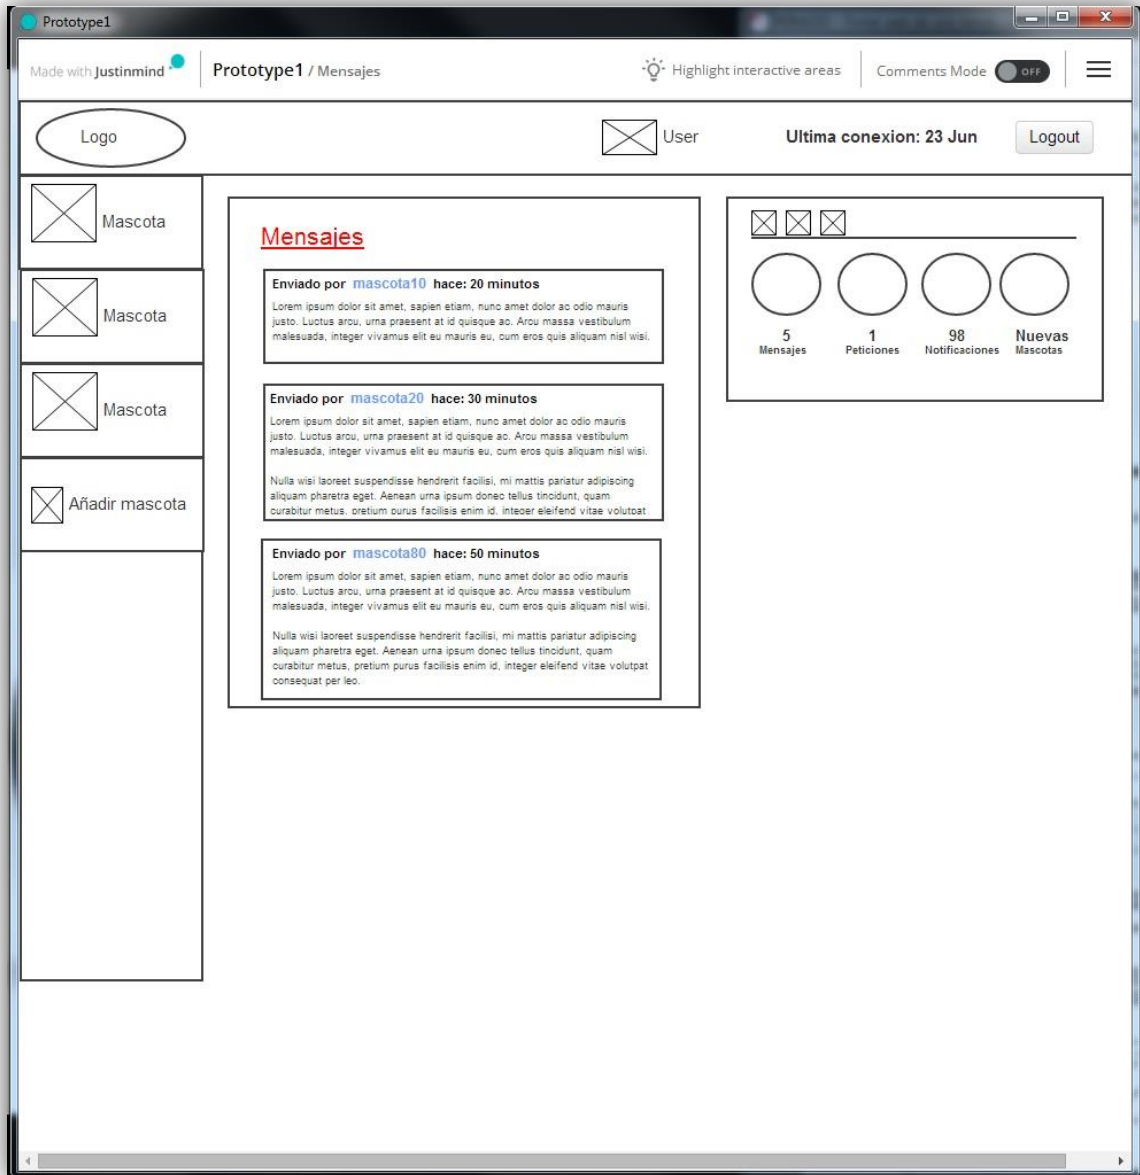 Prototype1
Made with Justinmind
Prototype1 / Mensajes
Highlight interactive areas
Comments Mode
OFF
Logo
User
Ultima conexion: 23 Jun
Logout
Mascota
Mascota
Mascota
Añadir mascota
Mensajes
Enviado por mascota10 hace: 20 minutos
Lorem ipsum dolor sit amet, sapien etiam, nunc amet dolor ac odio mauris
justo. Luctus arcu, urna praesent at id quisque ac. Arcu massa vestibulum
malesuada, integer vivamus elit eu mauris eu, cum eros quis aliquam nisl wisi.
Enviado por mascota20 hace: 30 minutos
Lorem ipsum dolor sit amet, sapien etiam, nunc amet dolor ac odio mauris
justo. Luctus arcu, urna praesent at id quisque ac. Arcu massa vestibulum
malesuada, integer vivamus elit eu mauris eu, cum eros quis aliquam nisl wisi.
Nulla wisi laoreet suspendisse hendrerit facilisi, mi mattis pariatur adipiscing
aliquam pharetra eget. Aenean urna ipsum donec tellus tincidunt, quam
curabitur metus, pretium purus facilisis enim id, integer eleifend vitae volutpat
Enviado por mascota80 hace: 50 minutos
Lorem ipsum dolor sit amet, sapien etiam, nunc amet dolor ac odio mauris
justo. Luctus arcu, urna praesent at id quisque ac. Arcu massa vestibulum
malesuada, integer vivamus elit eu mauris eu, cum eros quis aliquam nisl wisi.
Nulla wisi laoreet suspendisse hendrerit facilisi, mi mattis pariatur adipiscing
aliquam pharetra eget. Aenean urna ipsum donec tellus tincidunt, quam
curabitur metus, pretium purus facilisis enim id, integer eleifend vitae volutpat
consequat per leo.
5 1 98 Nuevas
Mensajes Peticiones Notificaciones Mascotas